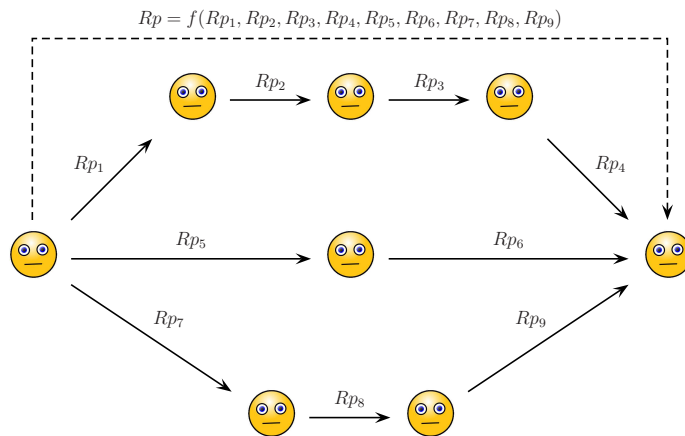 Rp = f(Rp₁, Rp₂, Rp₃, Rp₄, Rp₅, Rp₆, Rp₇, Rp₈, Rp₉)
Rp₂
Rp₃
Rp₁
Rp₄
Rp₅
Rp₆
Rp₇
Rp₉
Rp₈